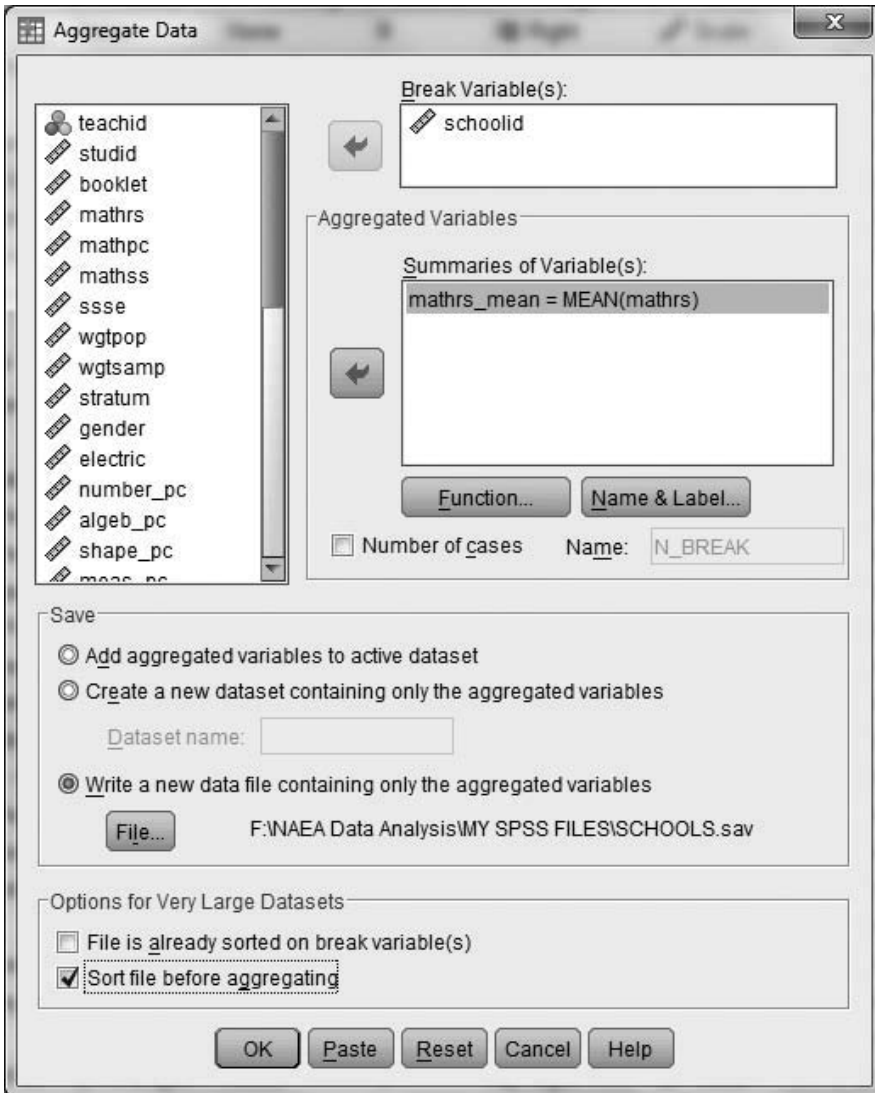 Aggregate Data
Break Variable(s):
schoolid
teachid
studid
booklet
mathrs
mathpc
mathss
ssse
wgtpop
wgtsamp
stratum
gender
electric
number_pc
algeb_pc
shape_pc
Aggregated Variables
Summaries of Variable(s):
mathrs_mean = MEAN(mathrs)
Function... Name & Label...
Number of cases Name: N_BREAK
Save
Add aggregated variables to active dataset
Create a new dataset containing only the aggregated variables
Dataset name:
Write a new data file containing only the aggregated variables
File... F:\NAEA Data Analysis\MY SPSS FILES\SCHOOLS.sav
Options for Very Large Datasets
File is already sorted on break variable(s)
Sort file before aggregating
OK Paste Reset Cancel Help